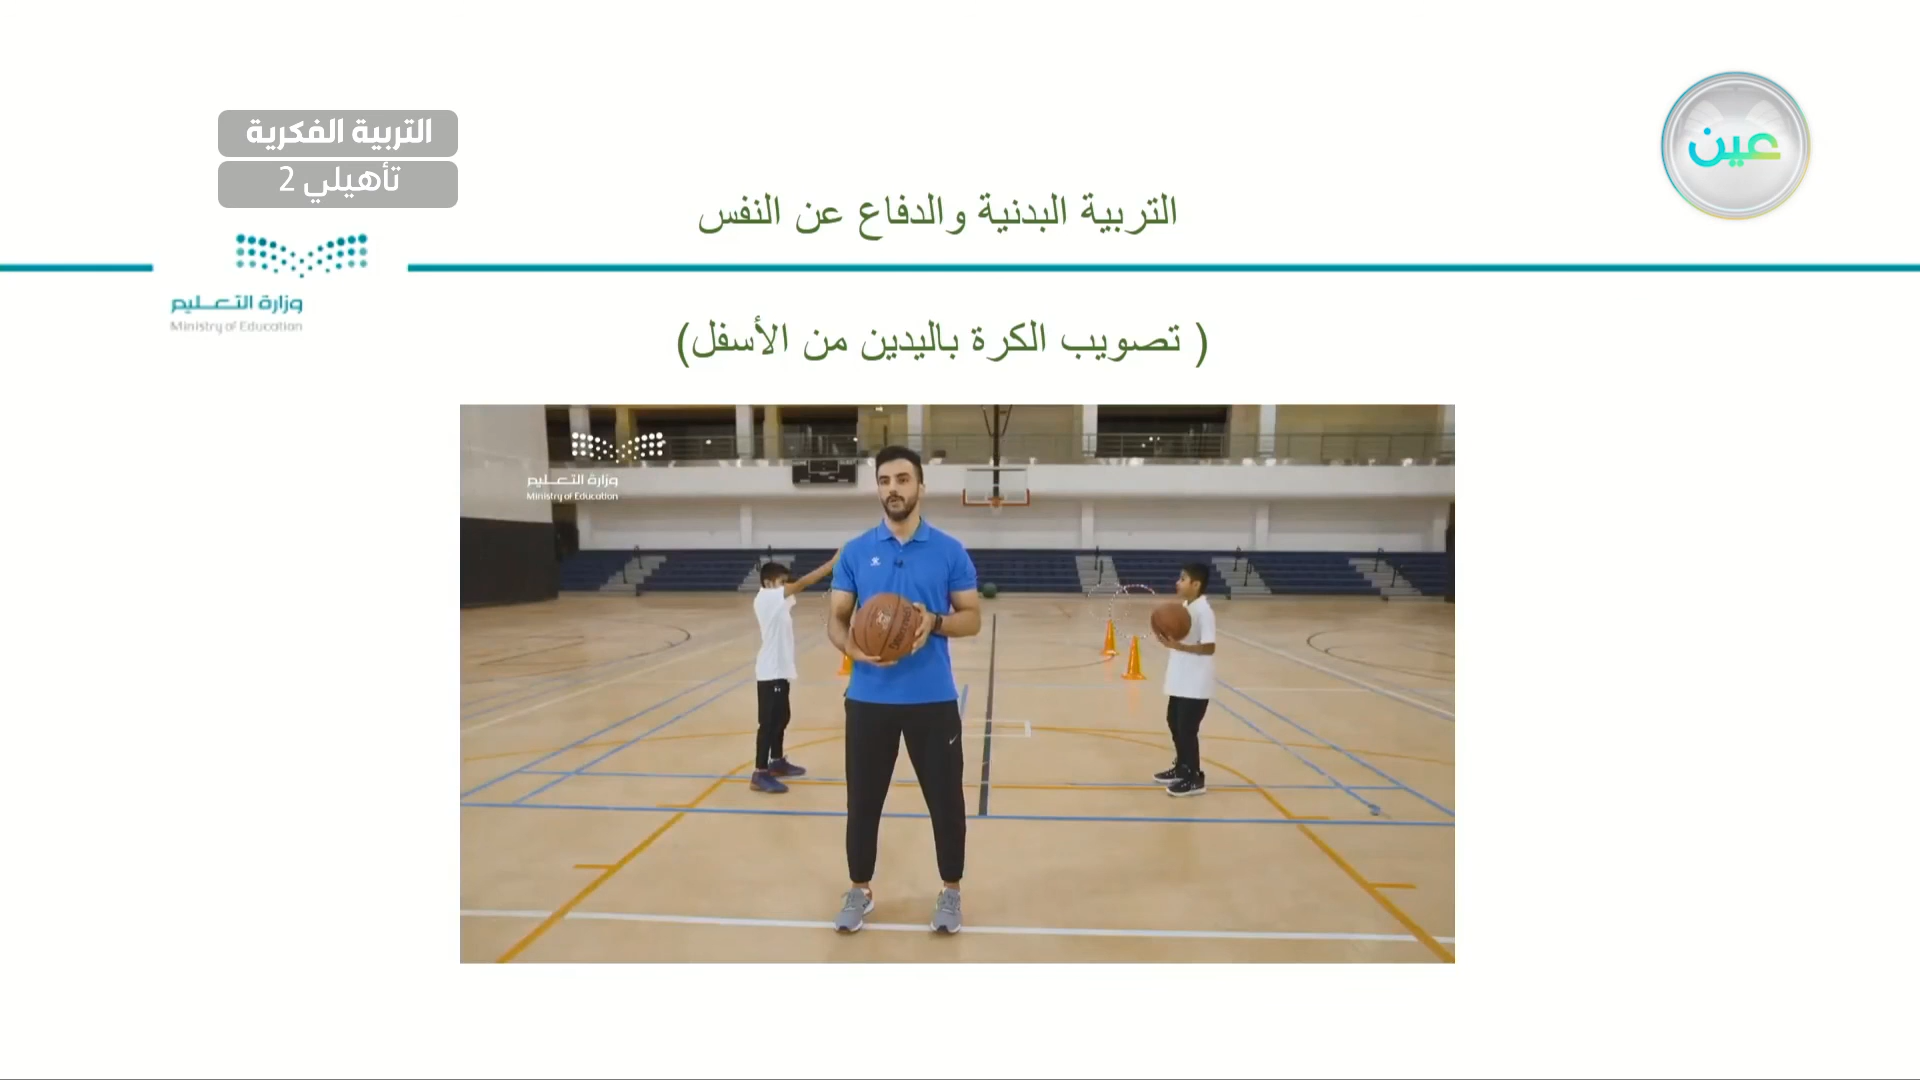 التربية الفكرية
تأهيلي 2
عين
التربية البدنية والدفاع عن النفس
وزارة التعليم
Ministry of Education
( تصويب الكرة باليدين من الأسفل)
وزارة التعليم
Ministry of Education